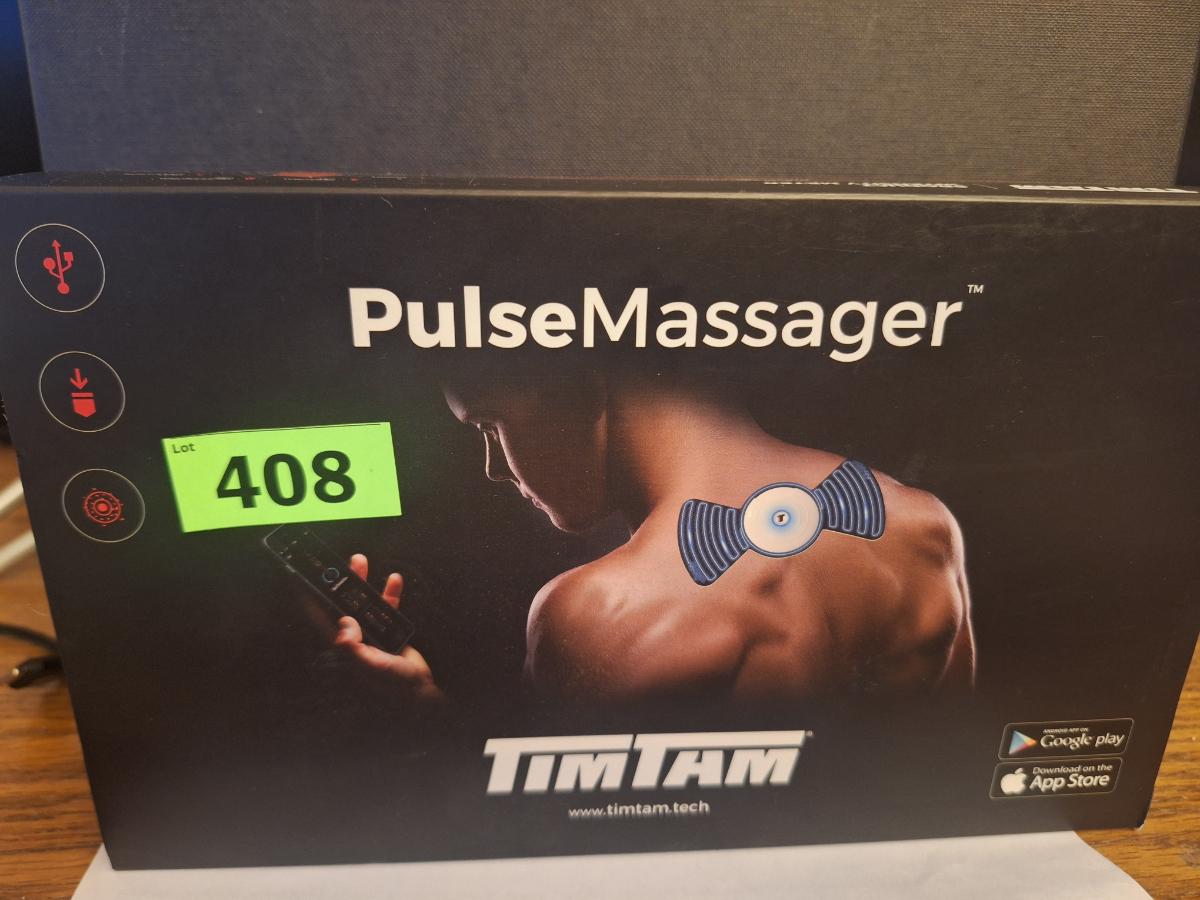 PulseMassager™
Lot
408
TIMTAM
www.timtam.tech
ANDROID APP ON
Google play
Download on the
App Store